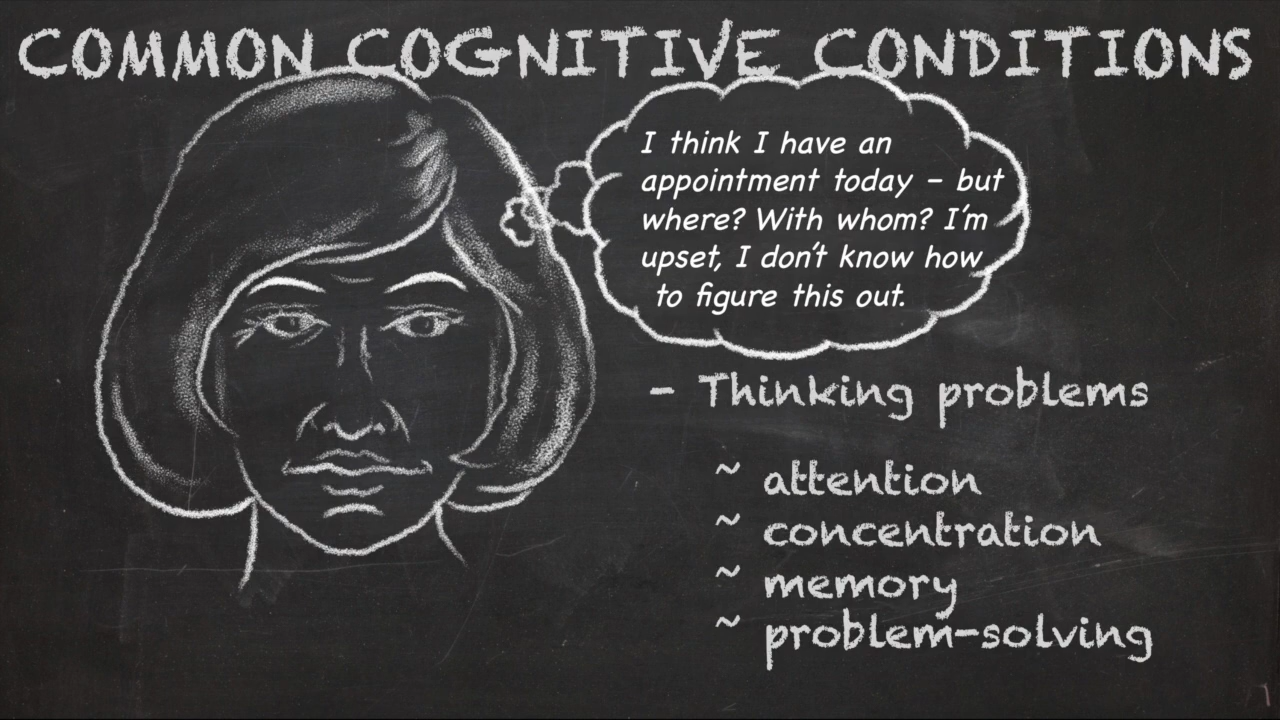 COMMON COGNITIVE CONDITIONS
I think I have an
appointment today – but
where? With whom? I'm
upset, I don't know how
to figure this out.
- Thinking problems
~ attention
~ concentration
~ memory
~ problem-solving